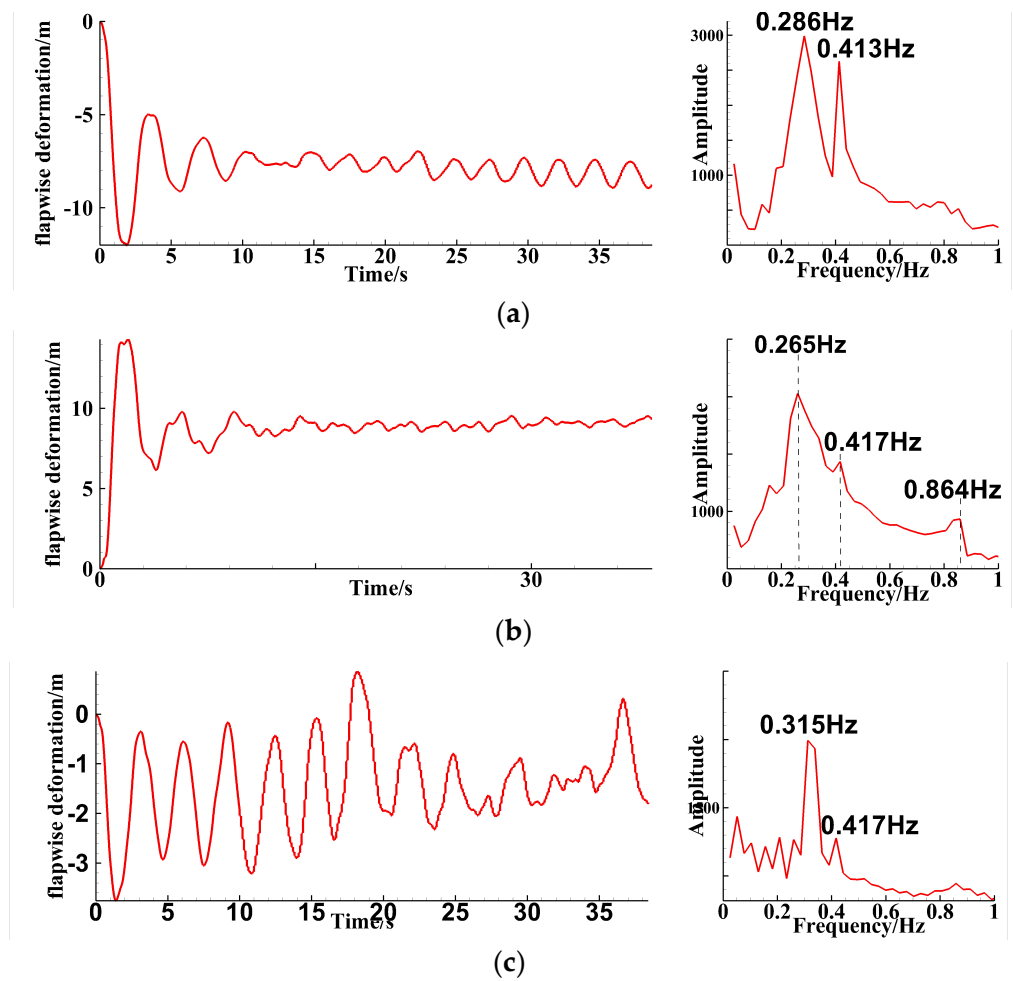 flapwise deformation/m
0
-5
-10
0 5 10 15 20 25 30 35
Time/s
0.286Hz
0.413Hz
Amplitude
3000
1000
0 0.2 0.4 0.6 0.8 1
Frequency/Hz
(a)
flapwise deformation/m
10
5
0
0 30
Time/s
0.265Hz
0.417Hz
0.864Hz
Amplitude
1000
0 0.2 0.4 0.6 0.8 1
Frequency/Hz
(b)
flapwise deformation/m
0
-1
-2
-3
0 5 10 15 20 25 30 35
Time/s
0.315Hz
0.417Hz
Amplitude
0 0.2 0.4 0.6 0.8 1
Frequency/Hz
(c)